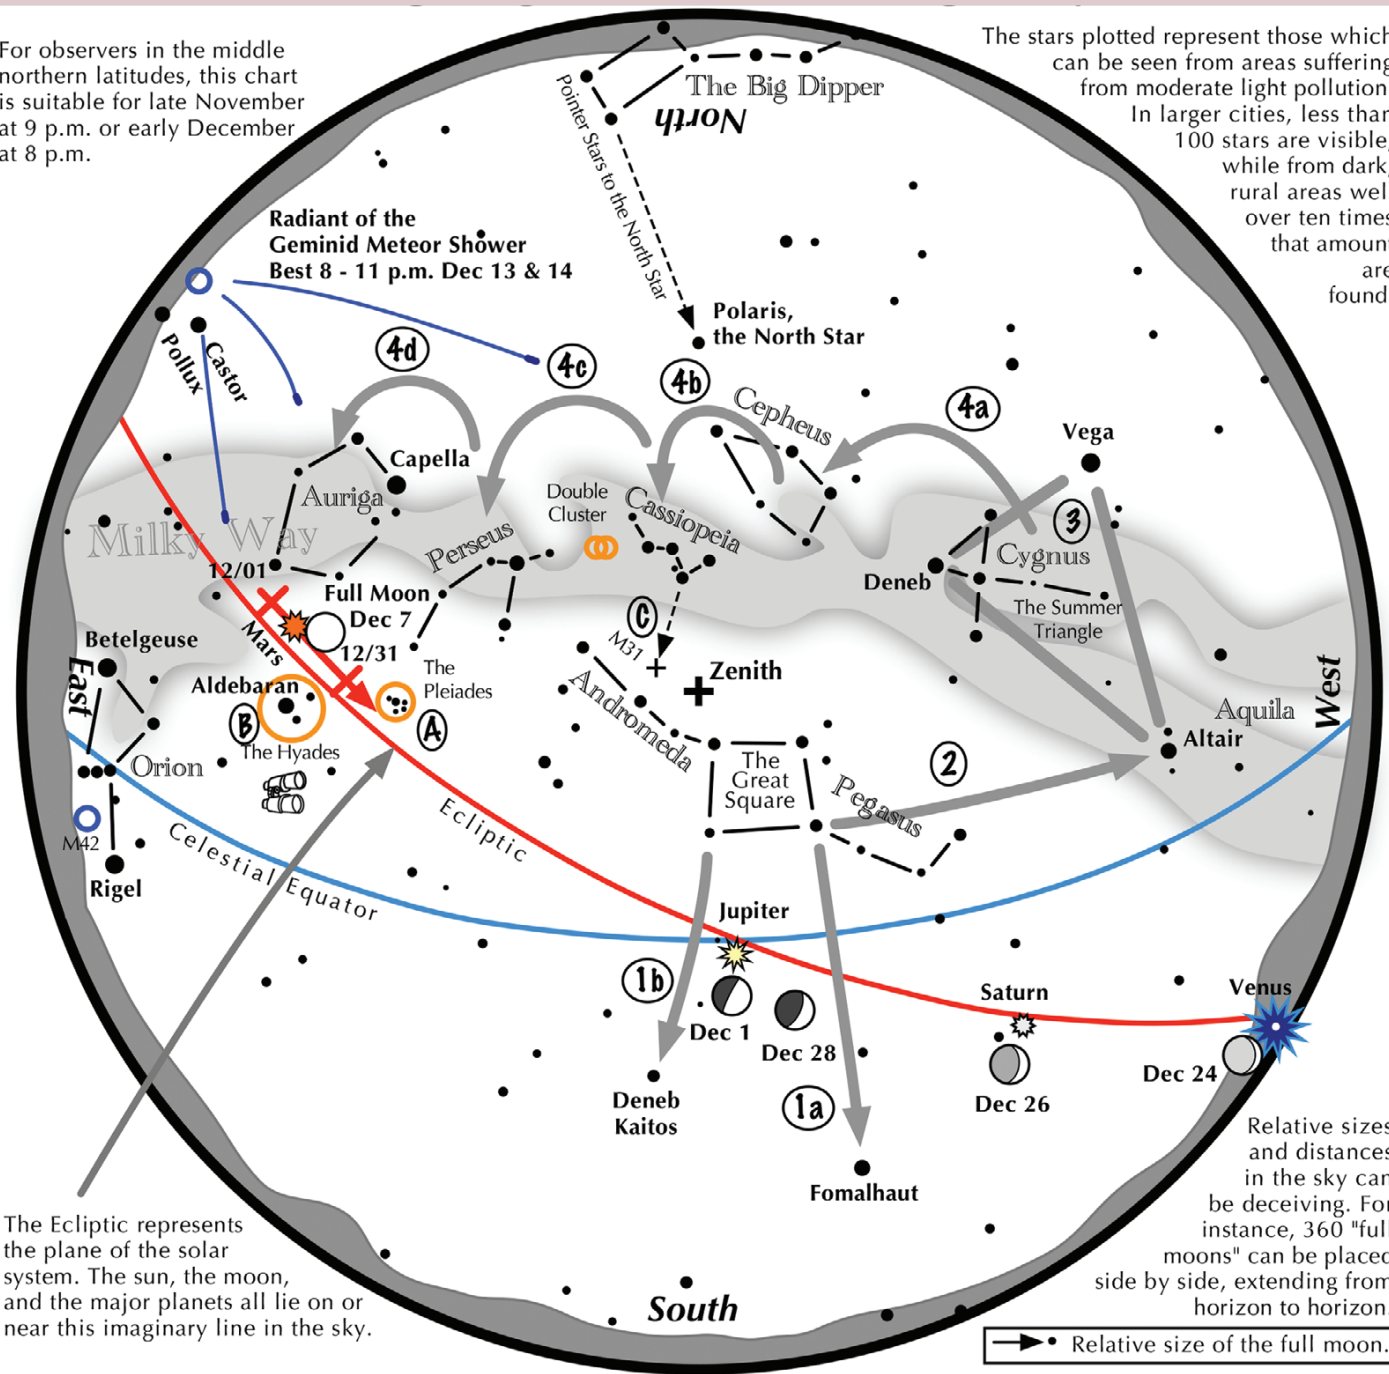 For observers in the middle
northern latitudes, this chart
is suitable for late November
at 9 p.m. or early December
at 8 p.m.
The stars plotted represent those which
can be seen from areas suffering
from moderate light pollution
In larger cities, less than
100 stars are visible,
while from dark,
rural areas wel
over ten times
that amoun
are
found
The Big Dipper
North
Pointer Stars to the North Star
Radiant of the
Geminid Meteor Shower
Best 8 - 11 p.m. Dec 13 & 14
Polaris,
the North Star
Pollux
Castor
4d
4c
4b
4a
Cepheus
Vega
Capella
Auriga
Double
Cluster
Cassiopeia
3
Milky Way
Perseus
Cygnus
12/01
Deneb
Full Moon
Dec 7
The Summer
Triangle
C
M31
Mars
12/31
Betelgeuse
East
The
Pleiades
Zenith
West
Aldebaran
B
A
The Hyades
Andromeda
Aquila
Altair
Orion
The
Great
Square
2
Pegasus
M42
Rigel
Ecliptic
Celestial Equator
Jupiter
1b
Dec 1
Dec 28
Saturn
Venus
Dec 24
Dec 26
Deneb
Kaitos
1a
Fomalhaut
The Ecliptic represents
the plane of the solar
system. The sun, the moon,
and the major planets all lie on or
near this imaginary line in the sky.
South
Relative sizes
and distances
in the sky can
be deceiving. For
instance, 360 "full
moons" can be placed
side by side, extending from
horizon to horizon.
Relative size of the full moon.